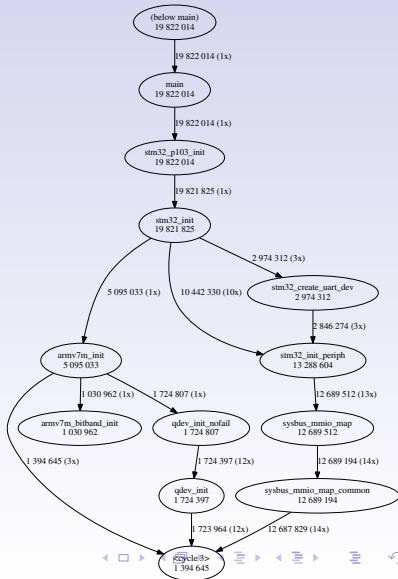 (below main)
19 822 014
19 822 014 (1x)
main
19 822 014
19 822 014 (1x)
stm32_p103_init
19 822 014
19 821 825 (1x)
stm32_init
19 821 825
2 974 312 (3x)
5 095 033 (1x)
10 442 330 (10x)
stm32_create_uart_dev
2 974 312
2 846 274 (3x)
armv7m_init
5 095 033
stm32_init_periph
13 288 604
1 030 962 (1x)
1 724 807 (1x)
12 689 512 (13x)
armv7m_bitband_init
1 030 962
qdev_init_nofail
1 724 807
sysbus_mmio_map
12 689 512
1 394 645 (3x)
1 724 397 (12x)
12 689 194 (14x)
qdev_init
1 724 397
sysbus_mmio_map_common
12 689 194
1 723 964 (12x)
12 687 829 (14x)
<cycle 3>
1 394 645